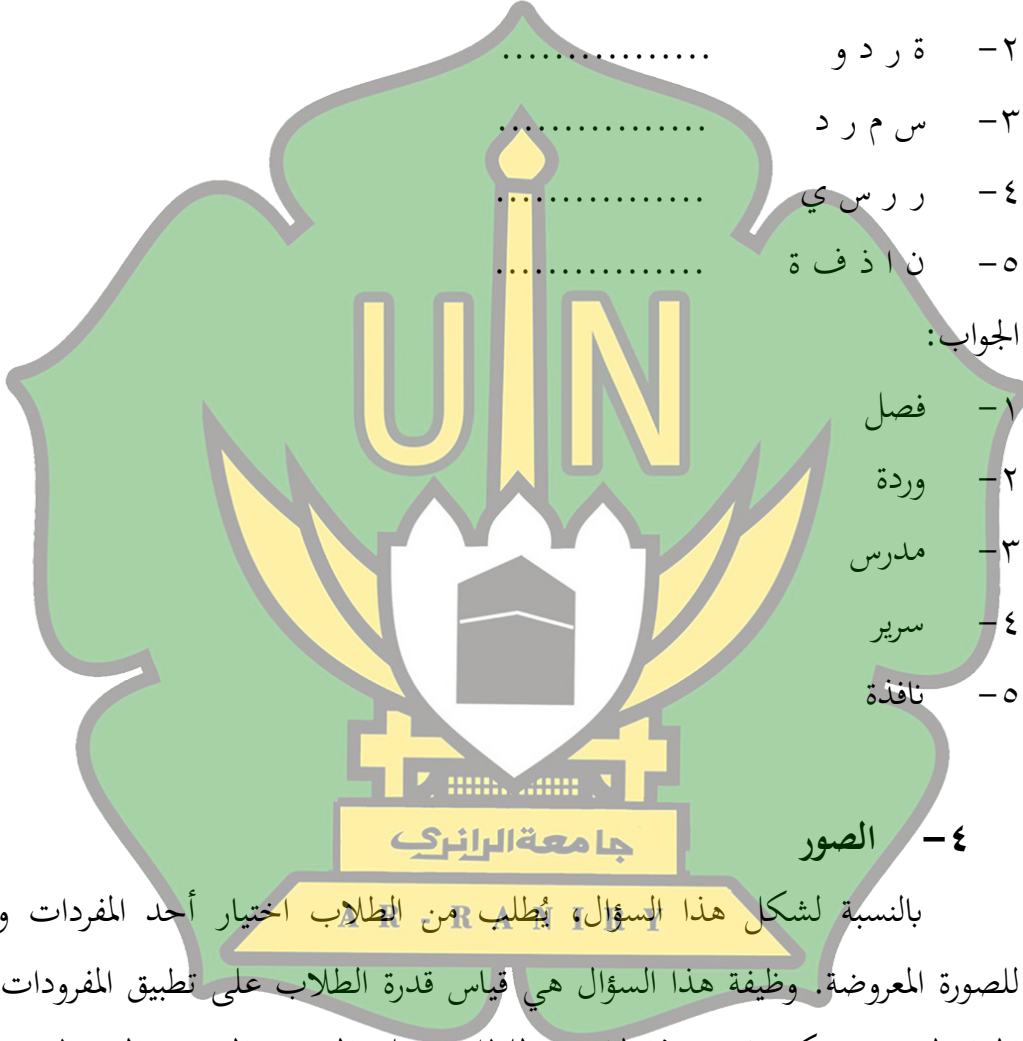 ٢- ة ر د و ................
٣- س م ر د ................
٤- ر ر س ي ................
٥- ن ا ذ ف ة ................
الجواب:
١- فصل
٢- وردة
٣- مدرس
٤- سرير
٥- نافذة
UIN
جامعة الرانري
٤- الصور
AR-RANIRY
بالنسبة لشكل هذا السؤال، يُطلب من الطلاب اختيار أحد المفردات و
للصورة المعروضة. وظيفة هذا السؤال هي قياس قدرة الطلاب على تطبيق المفرودات